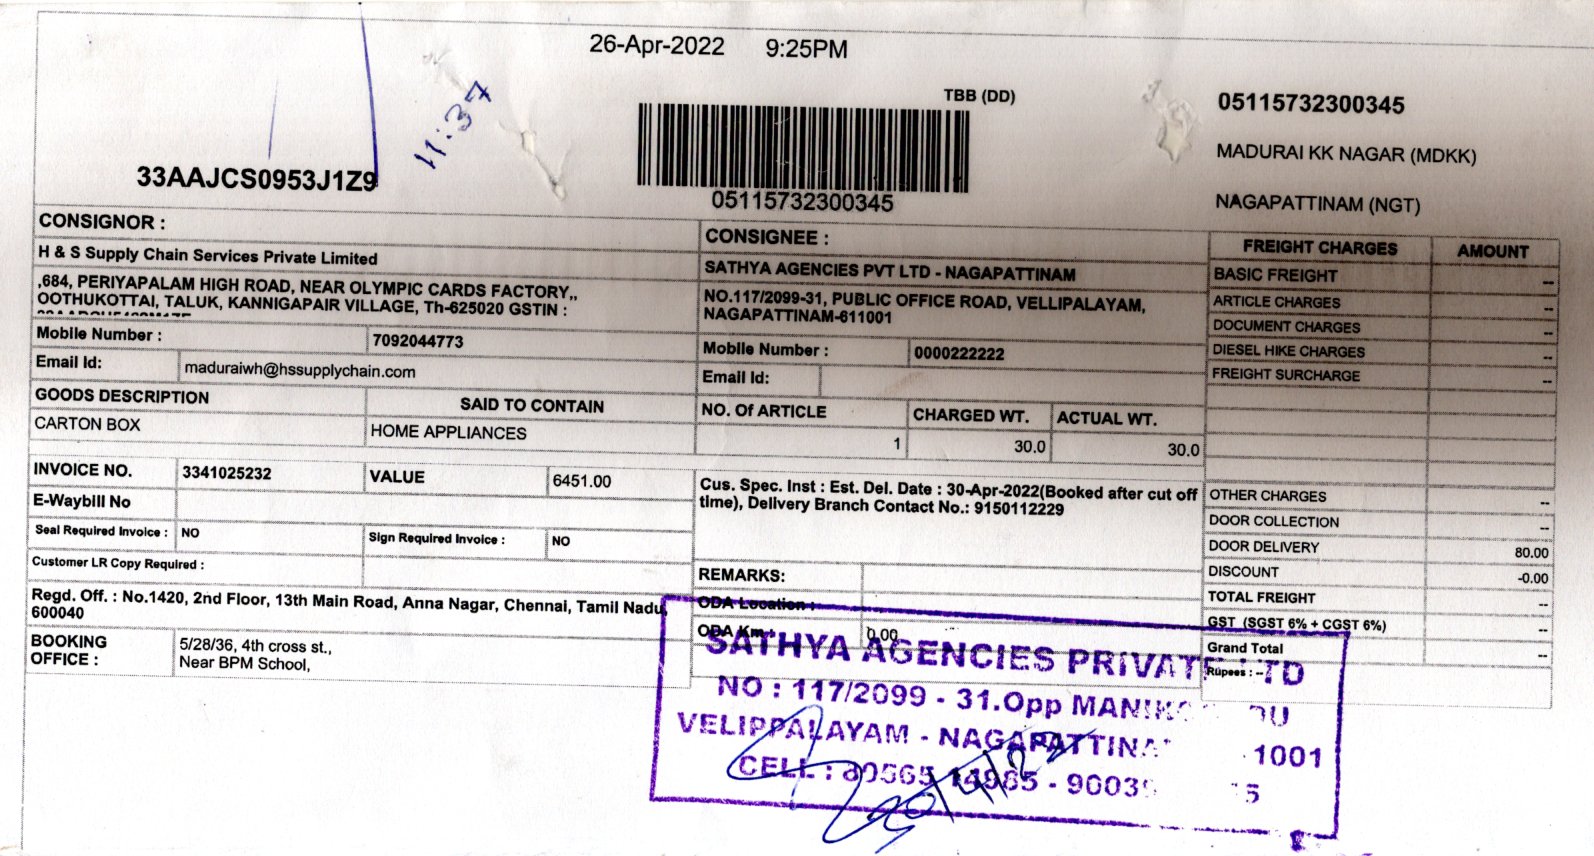 26-Apr-2022 9:25PM
11:37
TBB (DD)
05115732300345
MADURAI KK NAGAR (MDKK)
33AAJCS0953J1Z9
05115732300345
NAGAPATTINAM (NGT)
CONSIGNOR :
H & S Supply Chain Services Private Limited
,684, PERIYAPALAM HIGH ROAD, NEAR OLYMPIC CARDS FACTORY,,
OOTHUKOTTAI, TALUK, KANNIGAPAIR VILLAGE, Th-625020 GSTIN :
Mobile Number : 7092044773
Email Id: maduraiwh@hssupplychain.com
GOODS DESCRIPTION SAID TO CONTAIN
CARTON BOX HOME APPLIANCES
INVOICE NO. 3341025232 VALUE 6451.00
E-Waybill No
Seal Required Invoice : NO Sign Required Invoice : NO
Customer LR Copy Required :
Regd. Off. : No.1420, 2nd Floor, 13th Main Road, Anna Nagar, Chennai, Tamil Nadu,
600040
BOOKING OFFICE : 5/28/36, 4th cross st.,
Near BPM School,
CONSIGNEE :
SATHYA AGENCIES PVT LTD - NAGAPATTINAM
NO.117/2099-31, PUBLIC OFFICE ROAD, VELLIPALAYAM,
NAGAPATTINAM-611001
Mobile Number : 0000222222
Email Id:
NO. Of ARTICLE CHARGED WT. ACTUAL WT.
1 30.0 30.0
Cus. Spec. Inst : Est. Del. Date : 30-Apr-2022(Booked after cut off
time), Delivery Branch Contact No.: 9150112229
REMARKS:
ODA Location :
ODA Km : 0.00
FREIGHT CHARGES AMOUNT
BASIC FREIGHT --
ARTICLE CHARGES --
DOCUMENT CHARGES --
DIESEL HIKE CHARGES --
FREIGHT SURCHARGE --
OTHER CHARGES --
DOOR COLLECTION --
DOOR DELIVERY 80.00
DISCOUNT -0.00
TOTAL FREIGHT --
GST (SGST 6% + CGST 6%) --
Grand Total --
Rupees : --
SATHYA AGENCIES PRIVATE LTD
NO : 117/2099 - 31.Opp
VELIPPALAYAM - NAGAPATTINA 1001
CELL : 80565 14985 - 9003